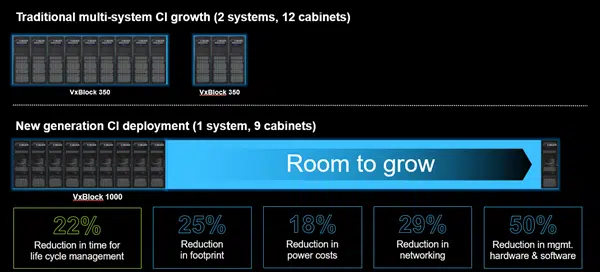 Traditional multi-system CI growth (2 systems, 12 cabinets)
VxBlock 350
VxBlock 350
New generation CI deployment (1 system, 9 cabinets)
Room to grow
VxBlock 1000
22%
Reduction in time for
life cycle management
25%
Reduction
in footprint
18%
Reduction in
power costs
29%
Reduction in
networking
50%
Reduction in mgmt.
hardware & software